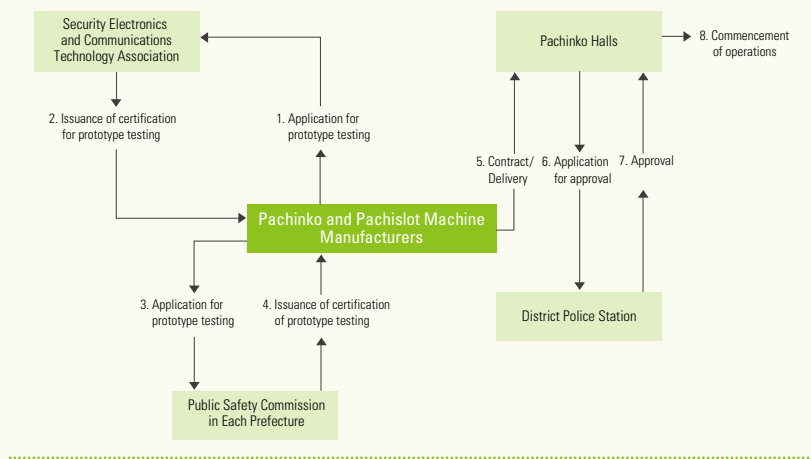 Security Electronics
and Communications
Technology Association
Pachinko Halls
8. Commencement
of operations
2. Issuance of certification
for prototype testing
1. Application for
prototype testing
5. Contract/
Delivery
6. Application
for approval
7. Approval
Pachinko and Pachislot Machine
Manufacturers
3. Application for
prototype testing
4. Issuance of certification
of prototype testing
District Police Station
Public Safety Commission
in Each Prefecture